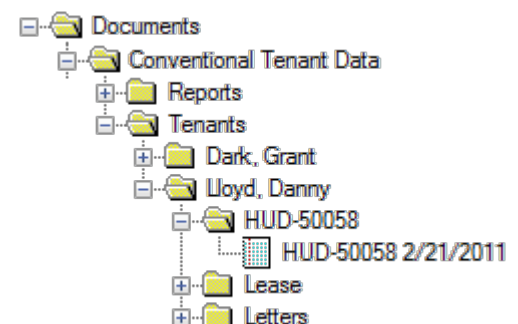 Documents
Conventional Tenant Data
Reports
Tenants
Dark, Grant
Lloyd, Danny
HUD-50058
HUD-50058 2/21/2011
Lease
Letters